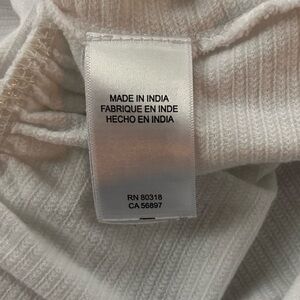 MADE IN INDIA
FABRIQUE EN INDE
HECHO EN INDIA
RN 80318
CA 56897